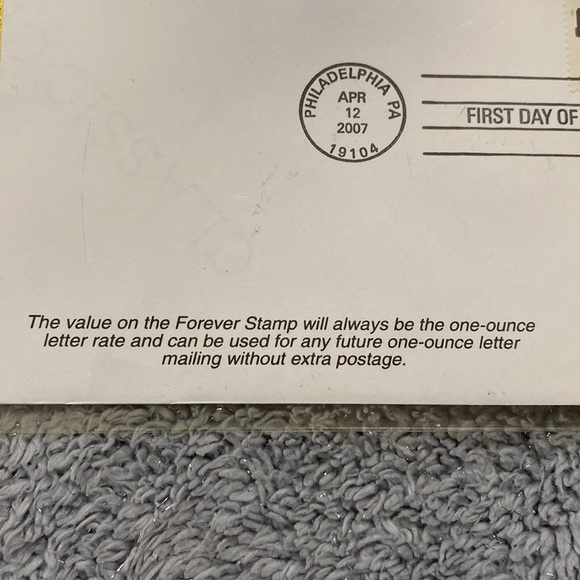 PHILADELPHIA PA
APR
12
2007
19104
FIRST DAY OF
The value on the Forever Stamp will always be the one-ounce
letter rate and can be used for any future one-ounce letter
mailing without extra postage.